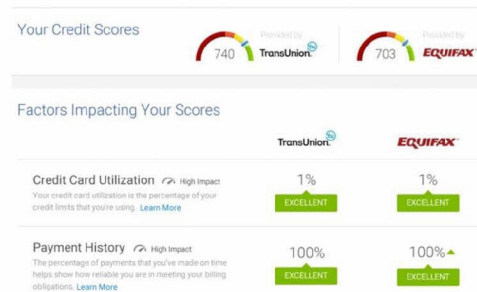 Your Credit Scores
740
Provided by
TransUnion
703
Provided by
EQUIFAX
Factors Impacting Your Scores
TransUnion
EQUIFAX
Credit Card Utilization High Impact
Your credit card utilization is the percentage of your
credit limits that you're using. Learn More
1%
EXCELLENT
1%
EXCELLENT
Payment History High Impact
The percentage of payments that you've made on time
helps show how reliable you are in meeting your billing
obligations. Learn More
100%
EXCELLENT
100%
EXCELLENT